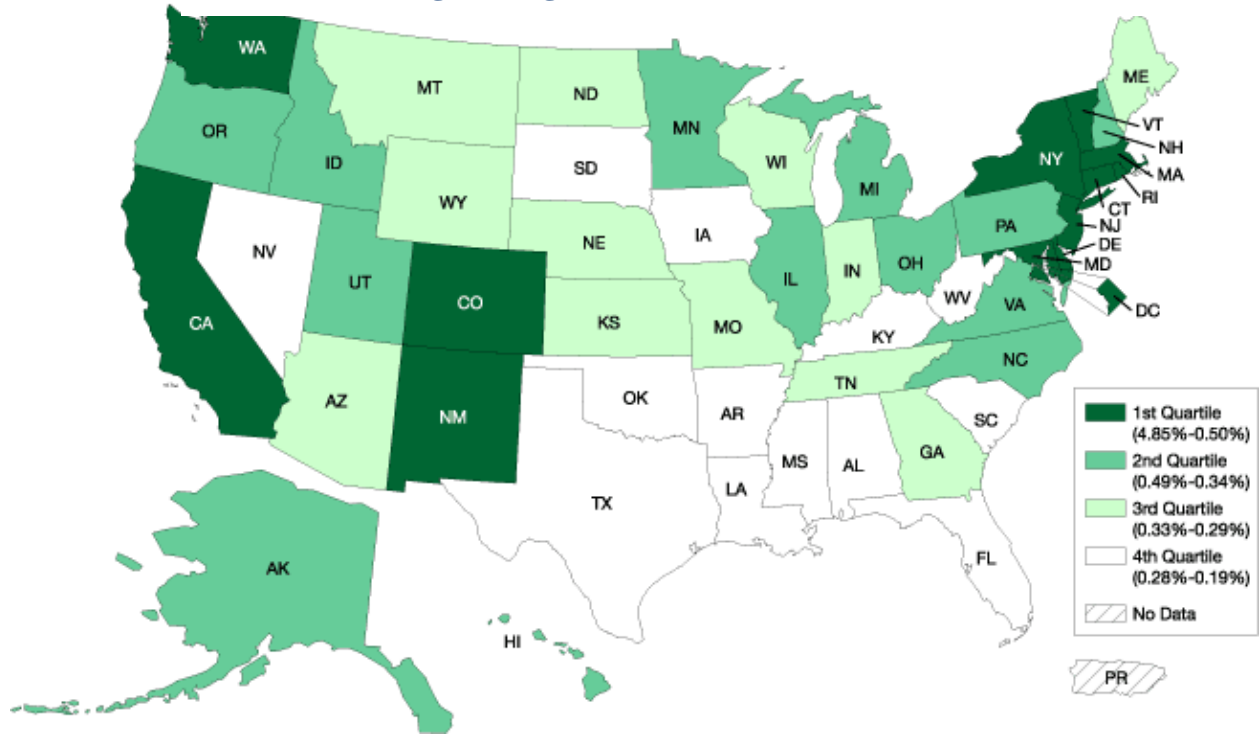 WA
MT
ND
MN
ME
VT
NH
MA
RI
CT
NJ
DE
MD
DC
OR
ID
SD
WI
MI
NY
WY
NE
IA
PA
NV
UT
CO
KS
MO
IL
IN
OH
WV
VA
KY
CA
AZ
NM
OK
AR
TN
NC
SC
TX
LA
MS
AL
GA
FL
AK
HI
1st Quartile
(4.85%-0.50%)
2nd Quartile
(0.49%-0.34%)
3rd Quartile
(0.33%-0.29%)
4th Quartile
(0.28%-0.19%)
No Data
PR